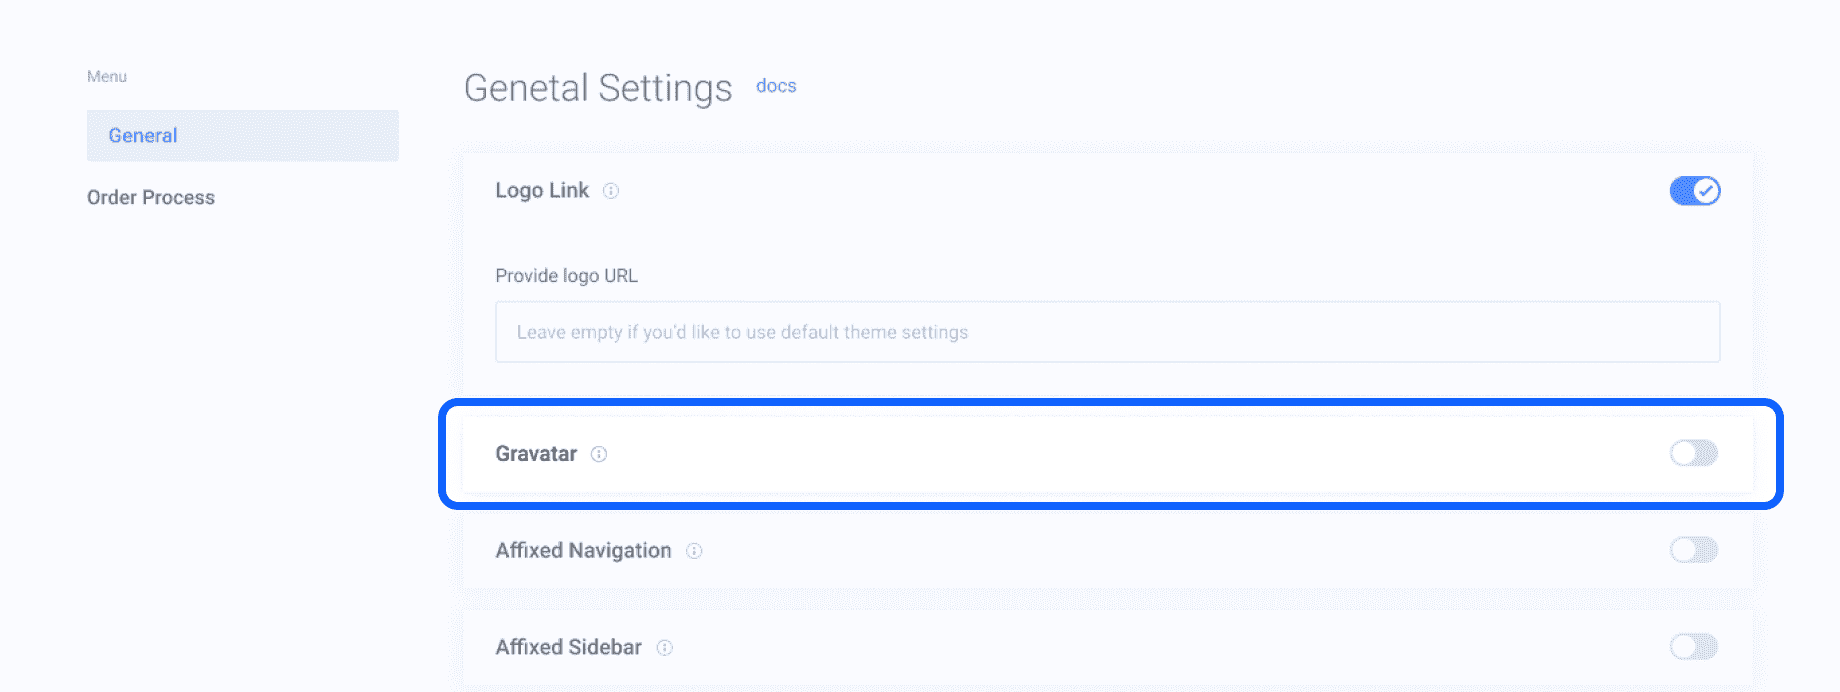 Menu
General
Order Process
Genetal Settings docs
Logo Link
Provide logo URL
Leave empty if you'd like to use default theme settings
Gravatar
Affixed Navigation
Affixed Sidebar